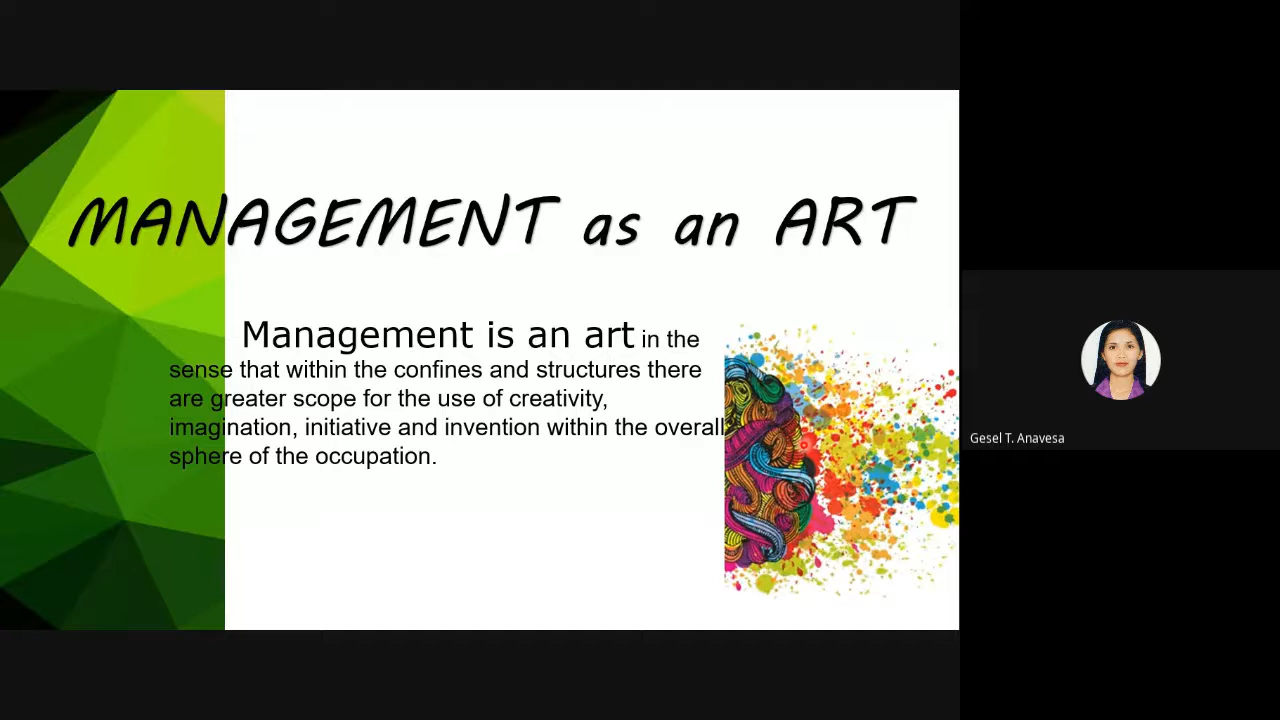 MANAGEMENT as an ART
Management is an art in the
sense that within the confines and structures there
are greater scope for the use of creativity,
imagination, initiative and invention within the overall
sphere of the occupation.
Gesel T. Anavesa